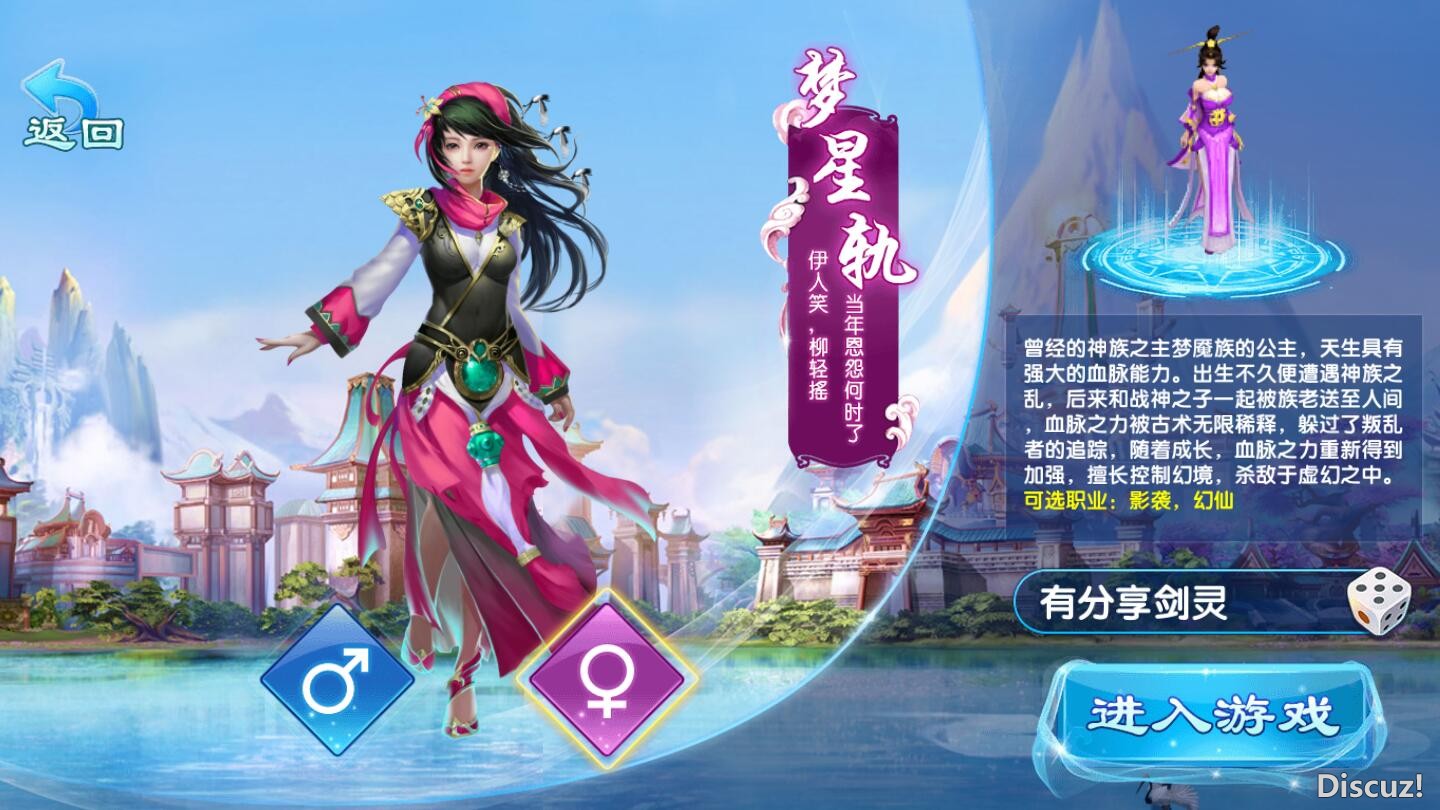 返回
梦星轨
当年恩怨何时了
伊人笑，柳轻摇
曾经的神族之主梦魇族的公主，天生具有
强大的血脉能力。出生不久便遭遇神族之
乱，后来和战神之子一起被族老送至人间
，血脉之力被古术无限稀释，躲过了叛乱
者的追踪，随着成长，血脉之力重新得到
加强，擅长控制幻境，杀敌于虚幻之中。
可选职业：影袭，幻仙
有分享剑灵
进入游戏
Discuz!